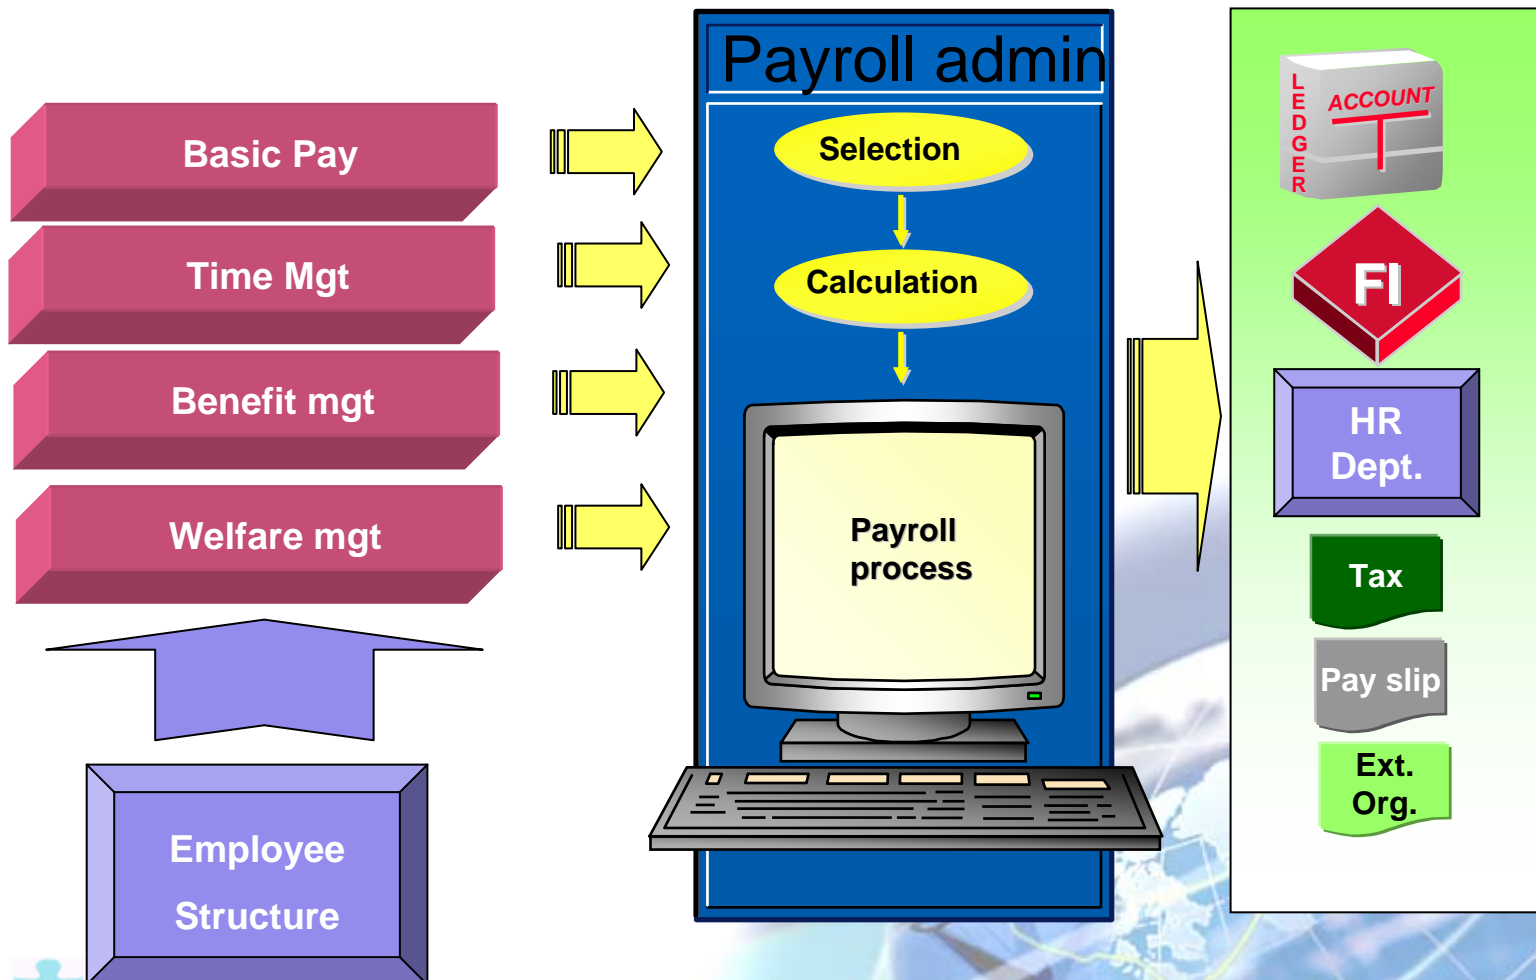 Payroll admin
Basic Pay
Time Mgt
Benefit mgt
Welfare mgt
Employee
Structure
Selection
Calculation
Payroll
process
LEDGER
ACCOUNT
FI
HR
Dept.
Tax
Pay slip
Ext.
Org.